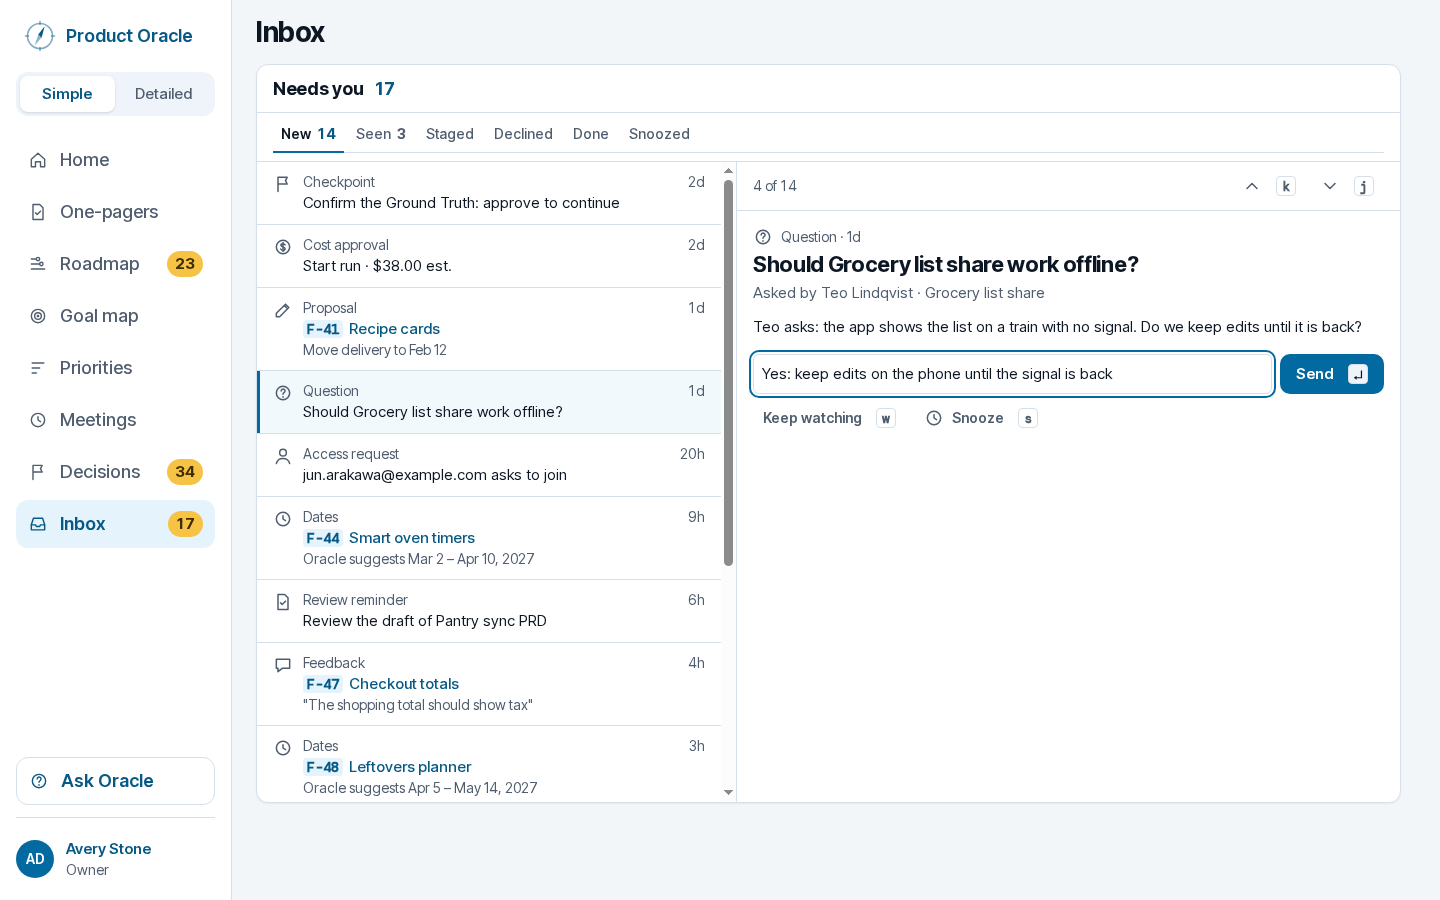 Product Oracle
Simple
Detailed
Home
One-pagers
Roadmap 23
Goal map
Priorities
Meetings
Decisions 34
Inbox 17
Ask Oracle
AD
Avery Stone
Owner
Inbox
Needs you 17
New 14
Seen 3
Staged
Declined
Done
Snoozed
Checkpoint 2d
Confirm the Ground Truth: approve to continue
Cost approval 2d
Start run · $38.00 est.
Proposal 1d
F-41 Recipe cards
Move delivery to Feb 12
Question 1d
Should Grocery list share work offline?
Access request 20h
jun.arakawa@example.com asks to join
Dates 9h
F-44 Smart oven timers
Oracle suggests Mar 2 – Apr 10, 2027
Review reminder 6h
Review the draft of Pantry sync PRD
Feedback 4h
F-47 Checkout totals
"The shopping total should show tax"
Dates 3h
F-48 Leftovers planner
Oracle suggests Apr 5 – May 14, 2027
4 of 14
k
j
Question · 1d
Should Grocery list share work offline?
Asked by Teo Lindqvist · Grocery list share
Teo asks: the app shows the list on a train with no signal. Do we keep edits until it is back?
Yes: keep edits on the phone until the signal is back
Send ↵
Keep watching w
Snooze s